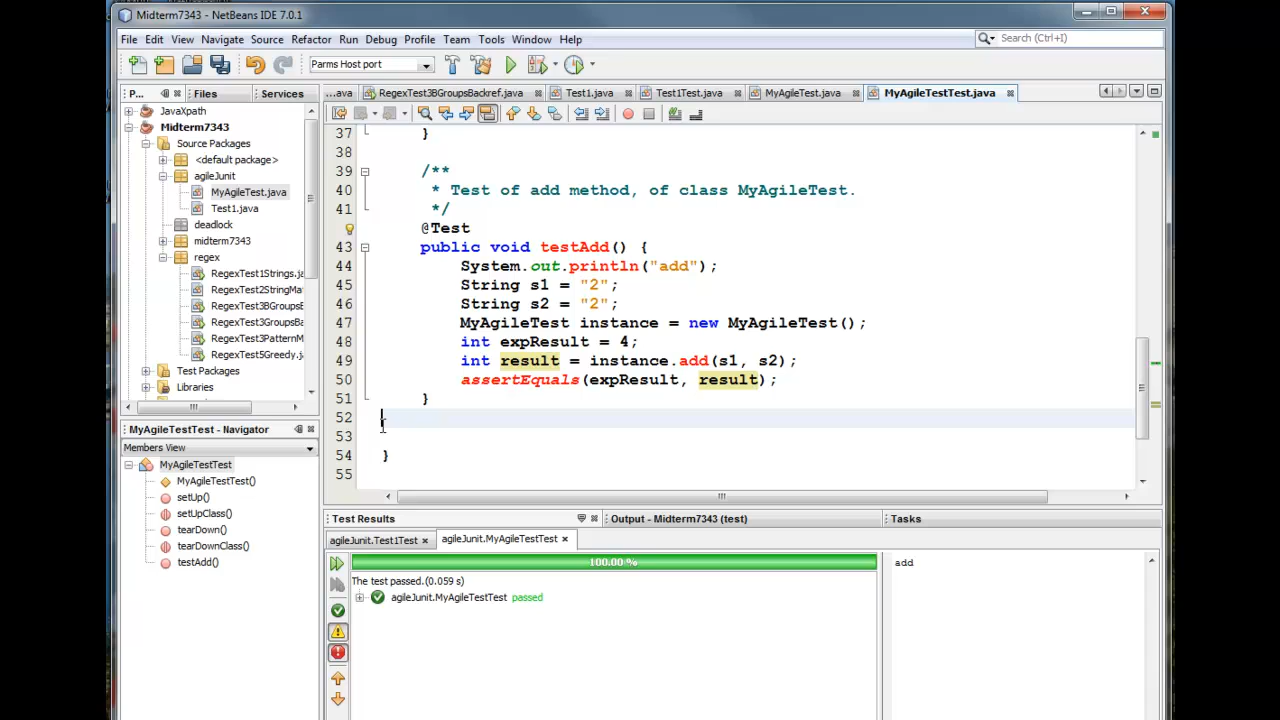 Midterm7343 - NetBeans IDE 7.0.1
File Edit View Navigate Source Refactor Run Debug Profile Team Tools Window Help
Search (Ctrl+I)
Parms Host port
P... Files Services
...ava RegexTest3BGroupsBackref.java Test1.java Test1Test.java MyAgileTest.java MyAgileTestTest.java
JavaXpath
Midterm7343
Source Packages
<default package>
agileJunit
MyAgileTest.java
Test1.java
deadlock
midterm7343
regex
RegexTest1Strings.ja
RegexTest2StringMa
RegexTest3BGroupsE
RegexTest3GroupsBa
RegexTest3PatternM
RegexTest5Greedy.ja
Test Packages
Libraries
37 }
38
39 /**
40 * Test of add method, of class MyAgileTest.
41 */
@Test
43 public void testAdd() {
44 System.out.println("add");
45 String s1 = "2";
46 String s2 = "2";
47 MyAgileTest instance = new MyAgileTest();
48 int expResult = 4;
49 int result = instance.add(s1, s2);
50 assertEquals(expResult, result);
51 }
52
53
54 }
55
MyAgileTestTest - Navigator
Members View
MyAgileTestTest
MyAgileTestTest()
setUp()
setUpClass()
tearDown()
tearDownClass()
testAdd()
Test Results Output - Midterm7343 (test) Tasks
agileJunit.Test1Test agileJunit.MyAgileTestTest
100.00 %
The test passed.(0.059 s)
agileJunit.MyAgileTestTest passed
add